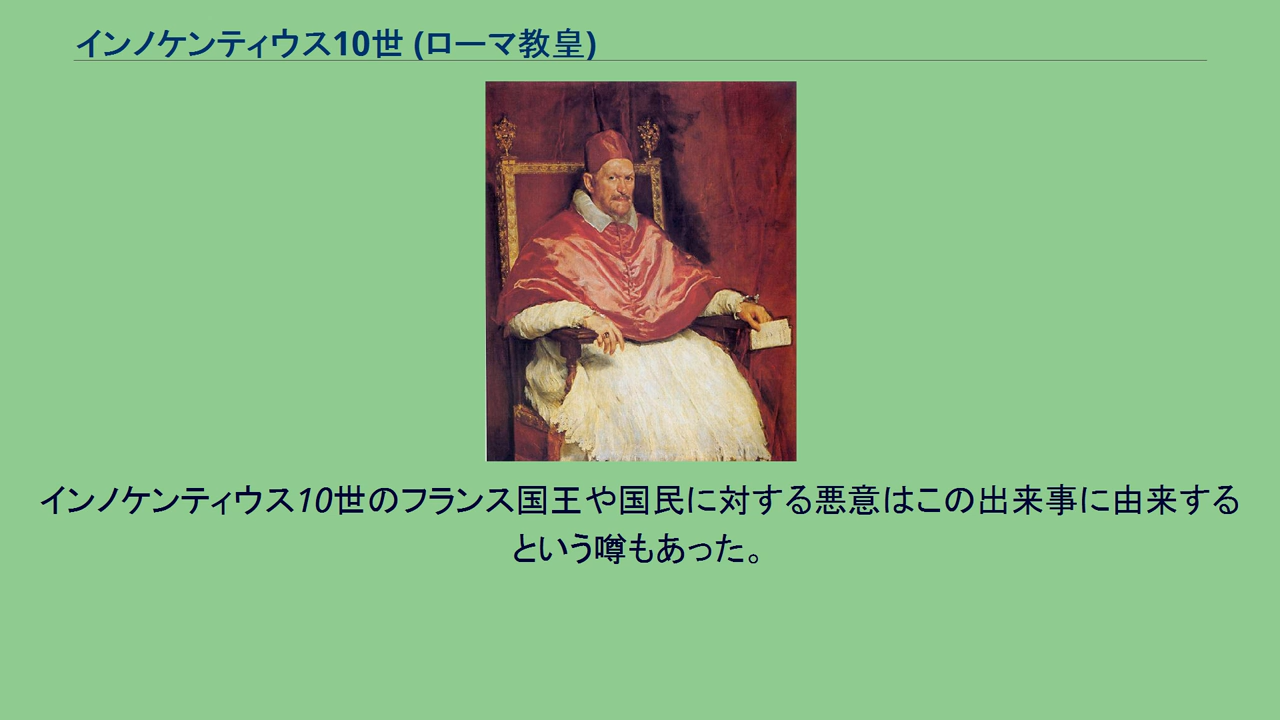 インノケンティウス10世 (ローマ教皇)
インノケンティウス10世のフランス国王や国民に対する悪意はこの出来事に由来する
という噂もあった。